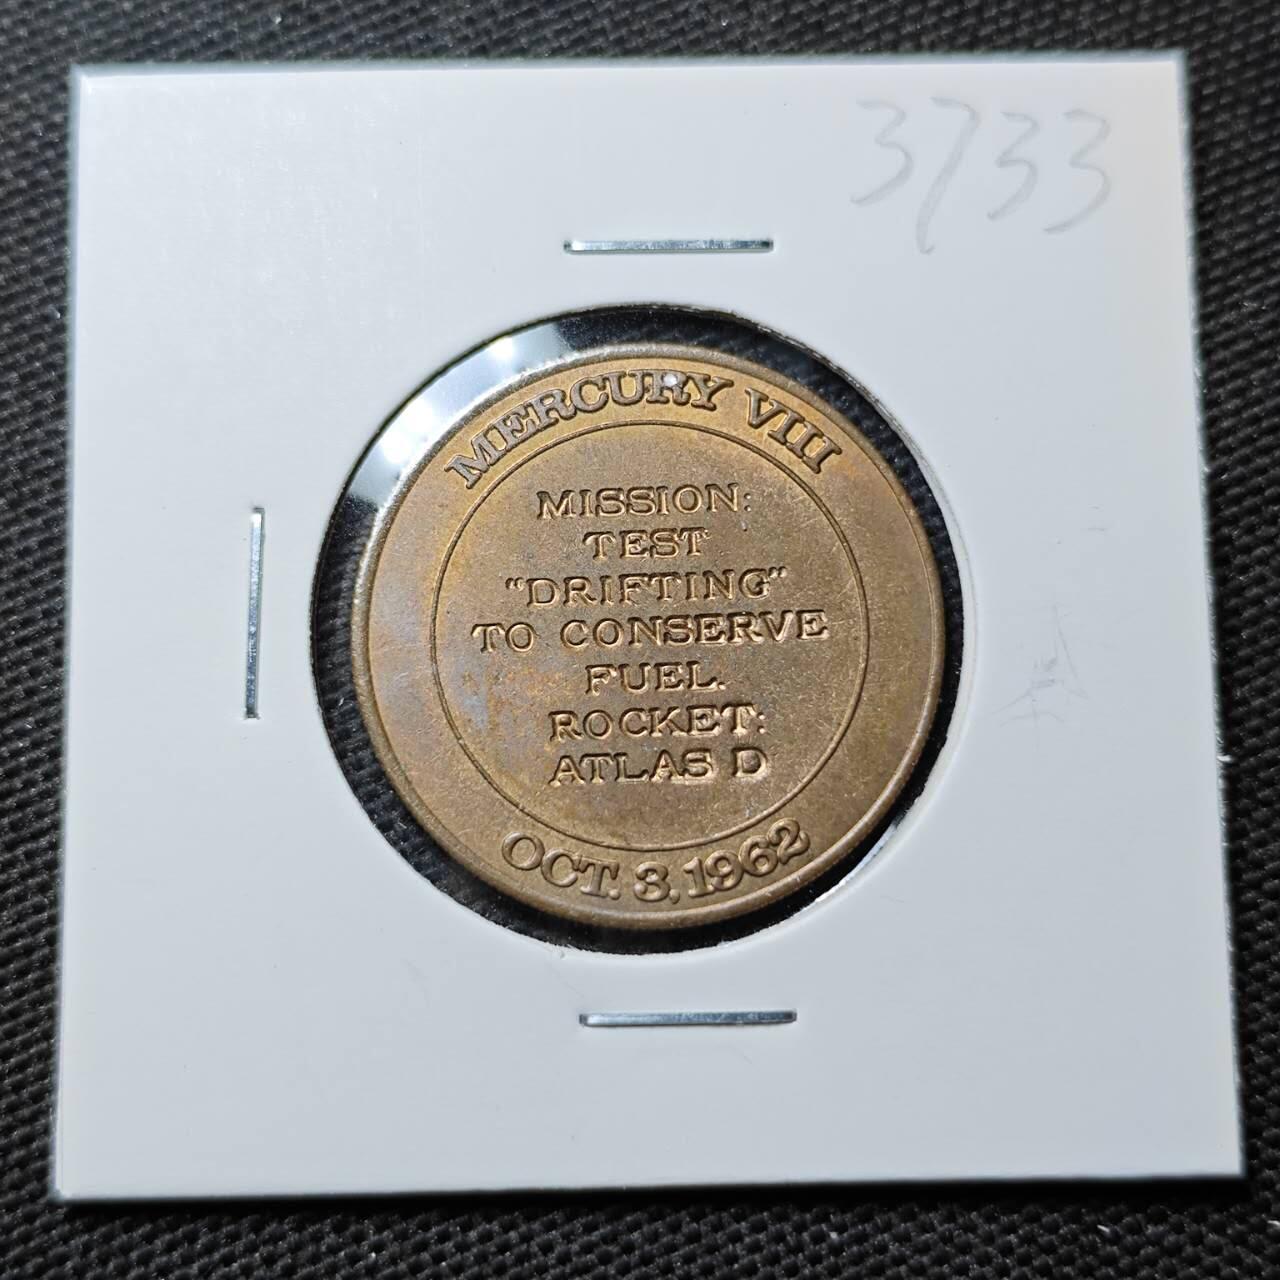 3733
MERCURY VIII
MISSION:
TEST
"DRIFTING"
TO CONSERVE
FUEL.
ROCKET:
ATLAS D
OCT. 3, 1962